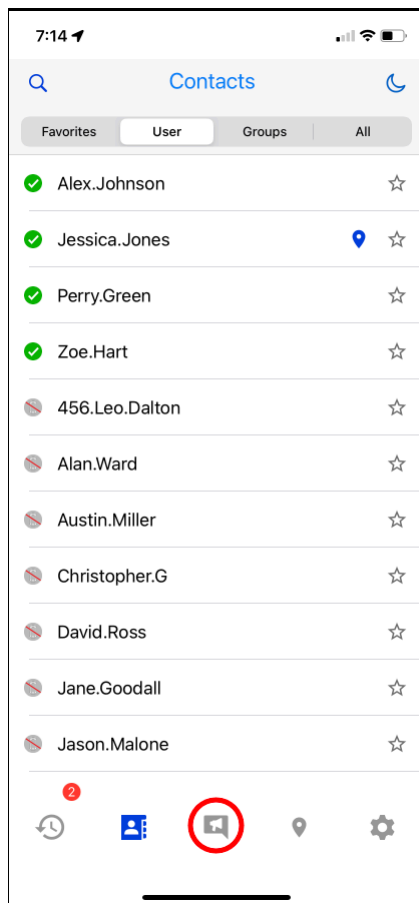 7:14
Contacts
Favorites User Groups All
Alex.Johnson
Jessica.Jones
Perry.Green
Zoe.Hart
456.Leo.Dalton
Alan.Ward
Austin.Miller
Christopher.G
David.Ross
Jane.Goodall
Jason.Malone
2